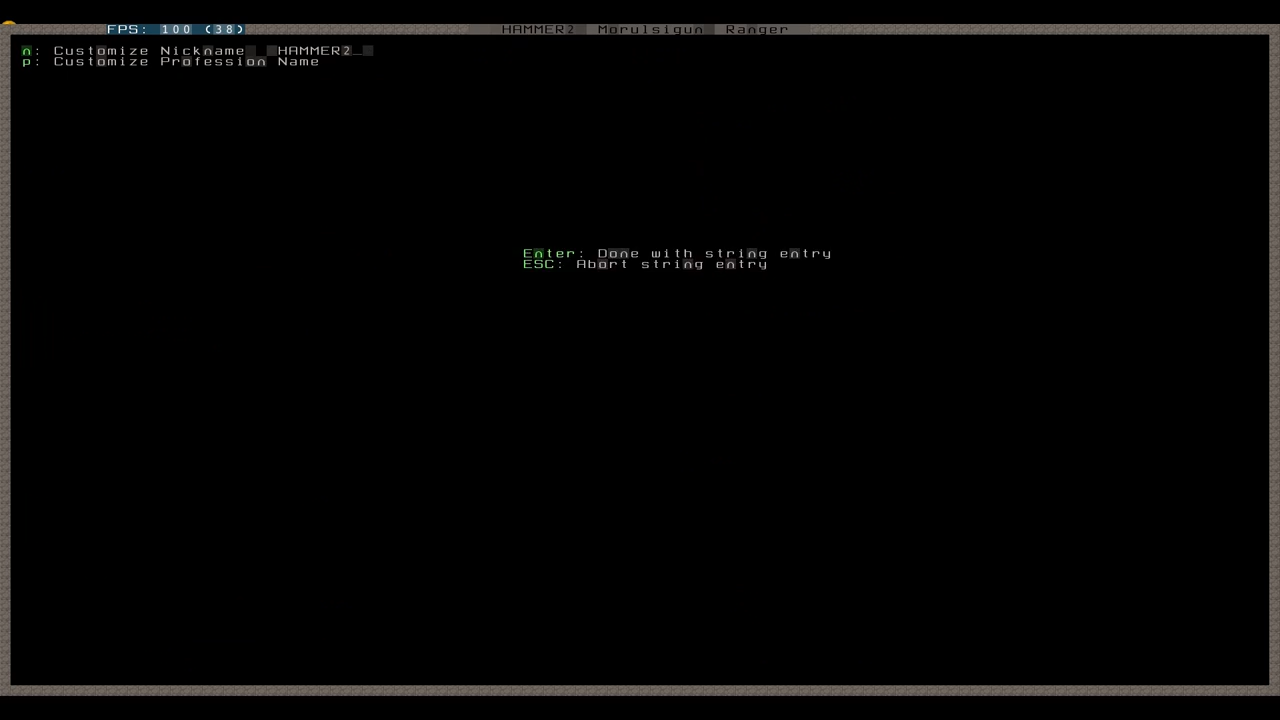 FPS: 100 (38)
HAMMER2 Morulsigun Ranger
n: Customize Nickname HAMMER2_
p: Customize Profession Name
Enter: Done with string entry
ESC: Abort string entry